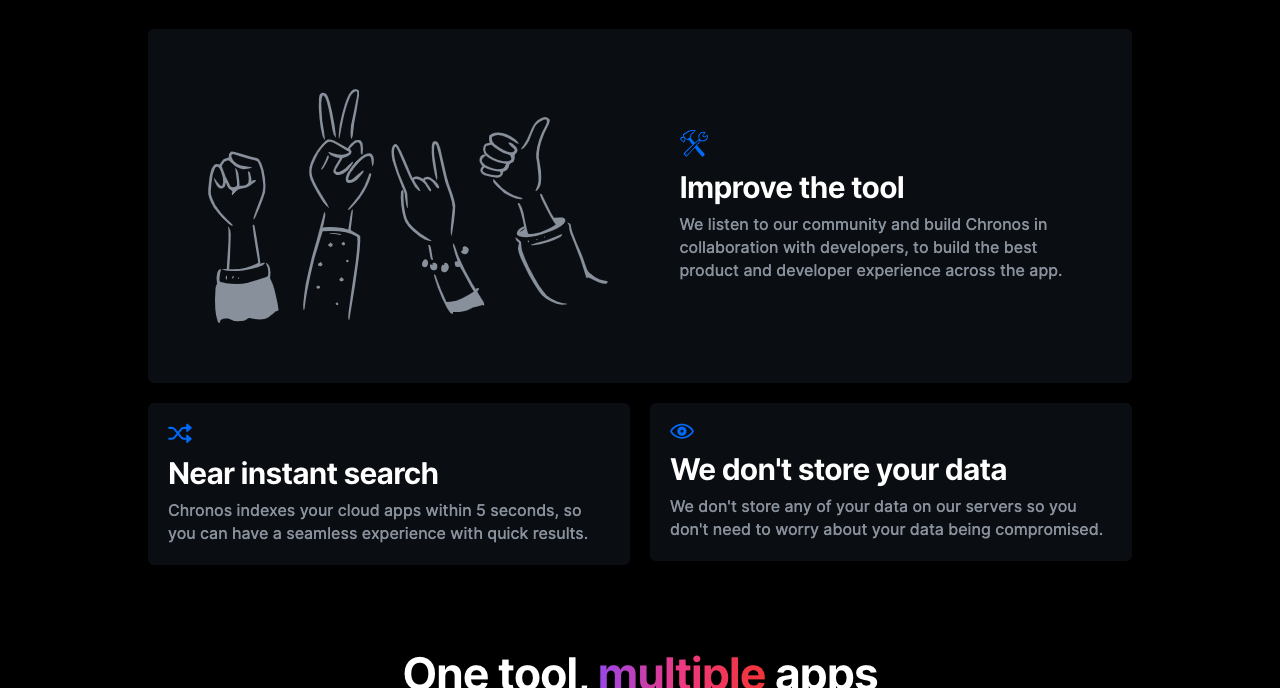 Improve the tool
We listen to our community and build Chronos in
collaboration with developers, to build the best
product and developer experience across the app.
Near instant search
Chronos indexes your cloud apps within 5 seconds, so
you can have a seamless experience with quick results.
We don't store your data
We don't store any of your data on our servers so you
don't need to worry about your data being compromised.
One tool, multiple apps